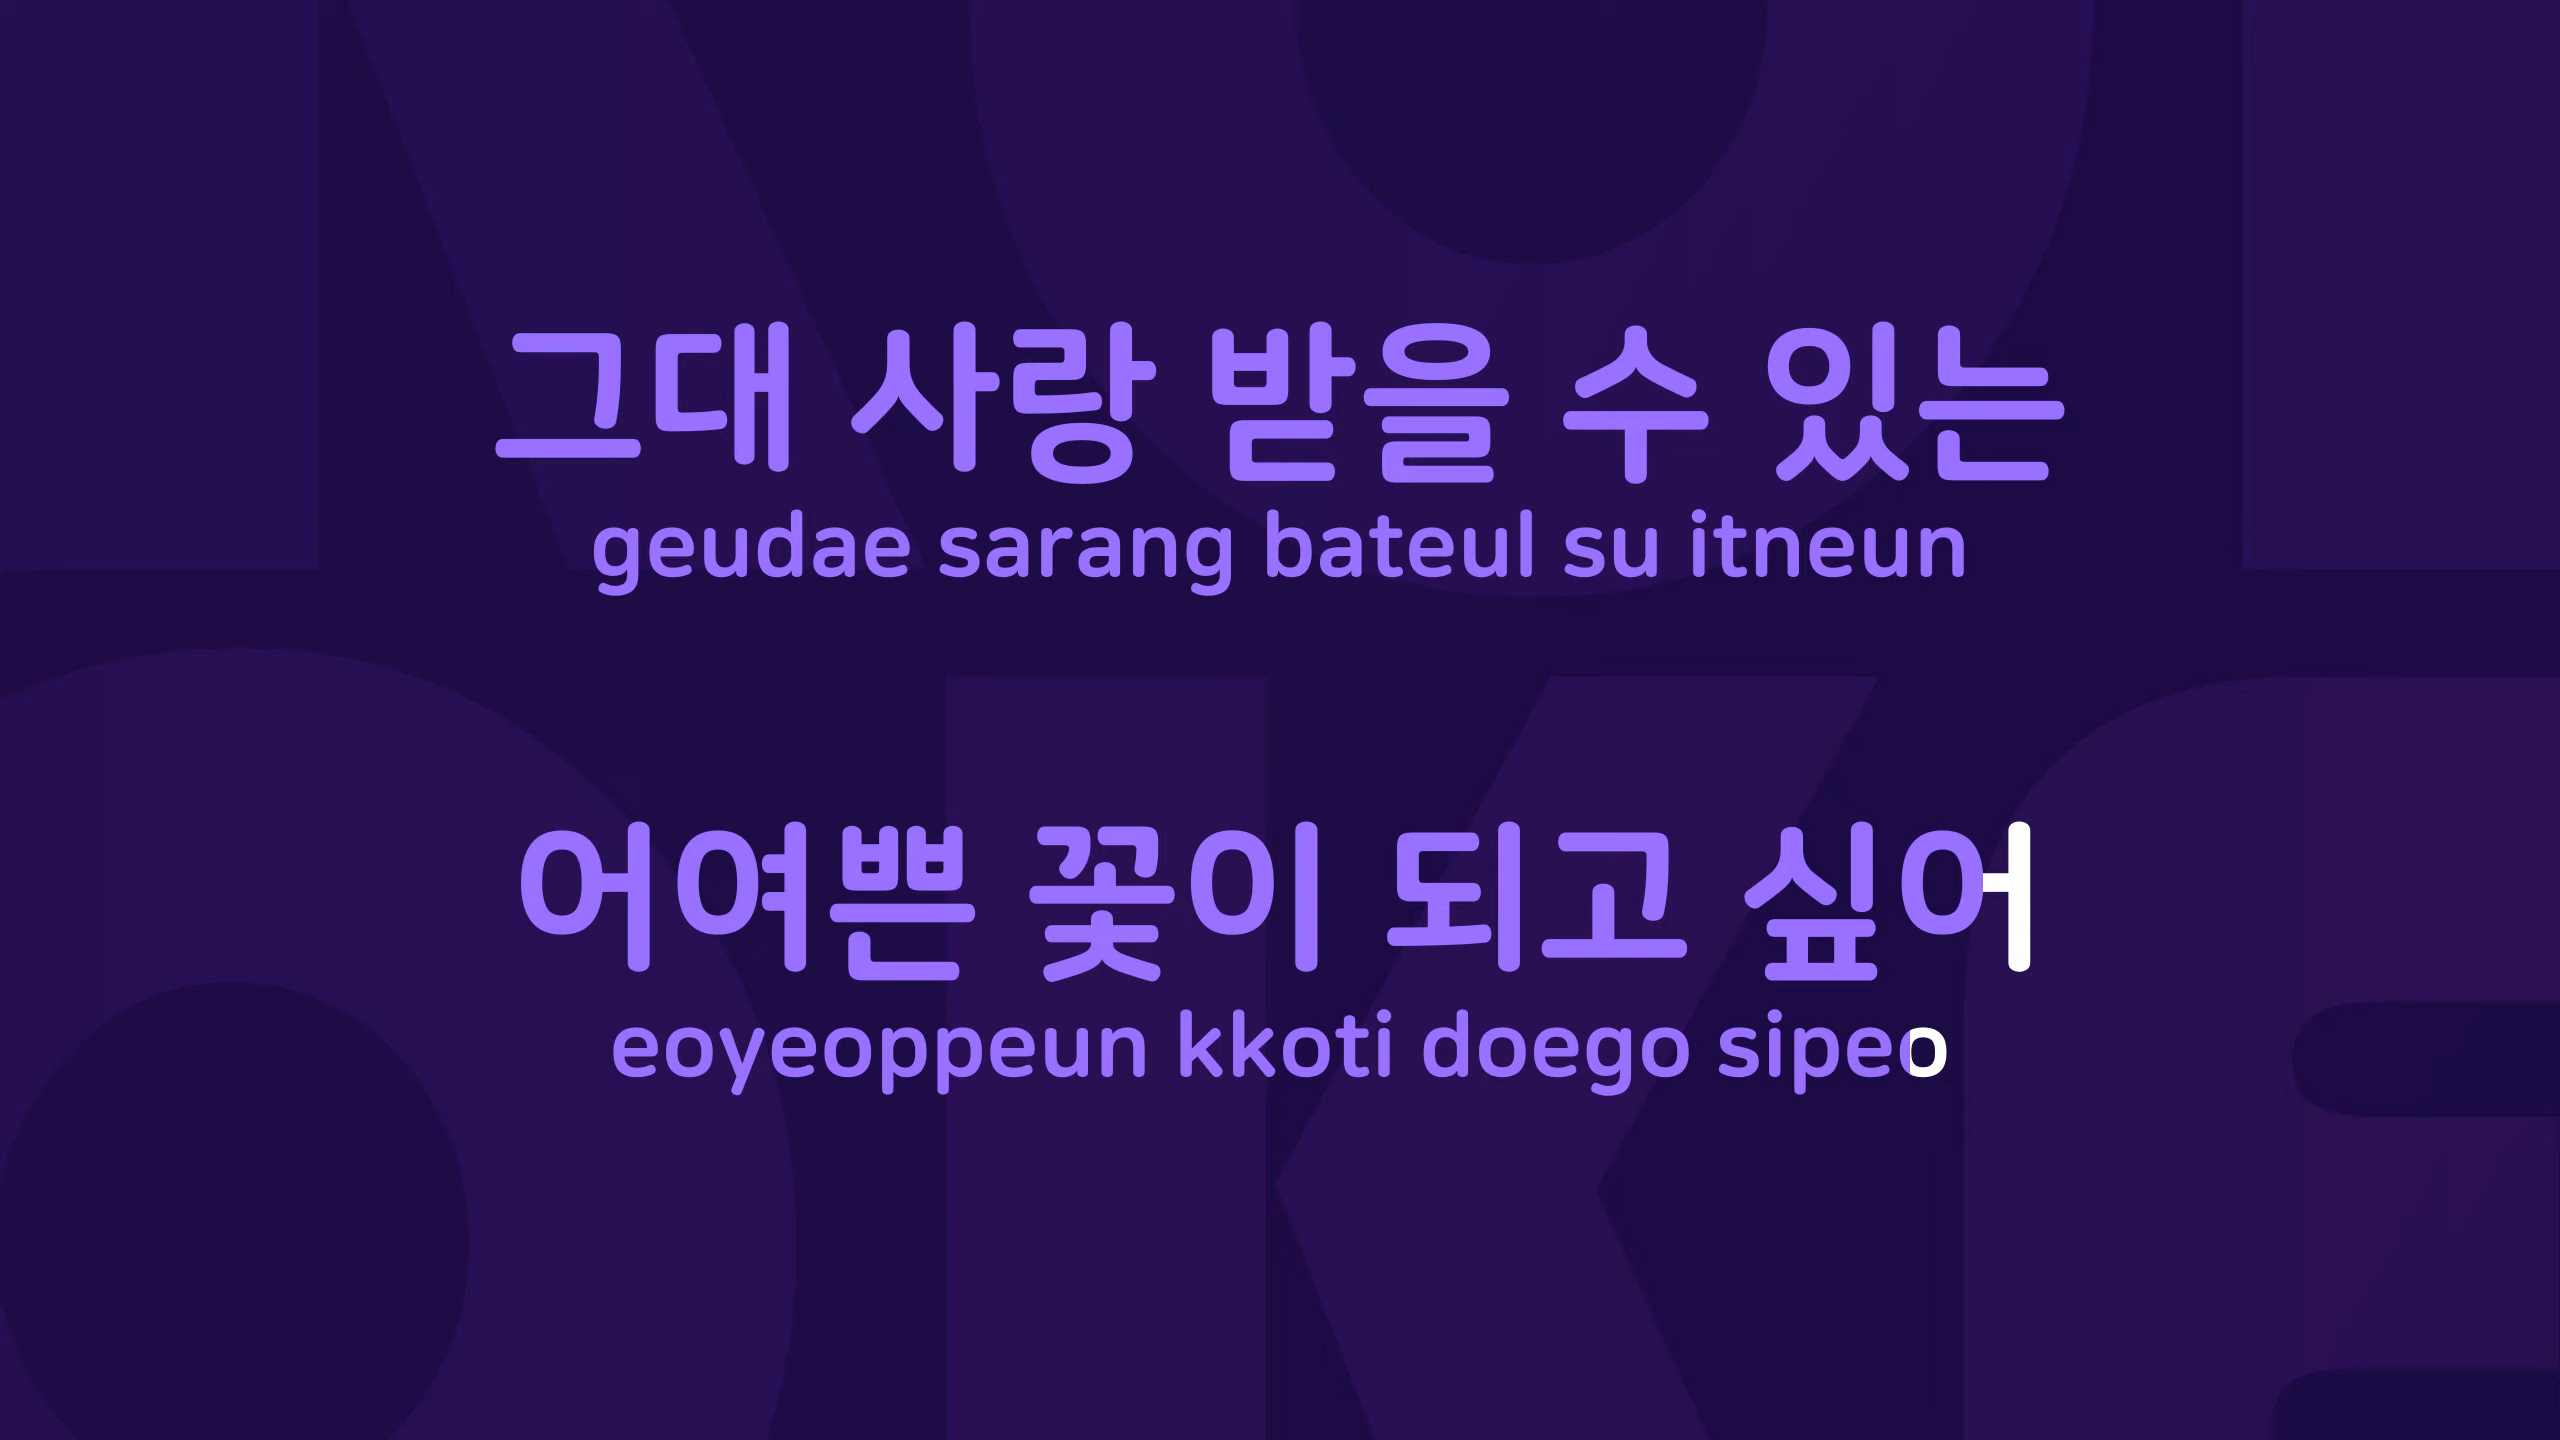 그대 사랑 받을 수 있는
geudae sarang bateul su itneun
어여쁜 꽃이 되고 싶어
eoyeoppeun kkoti doego sipeo